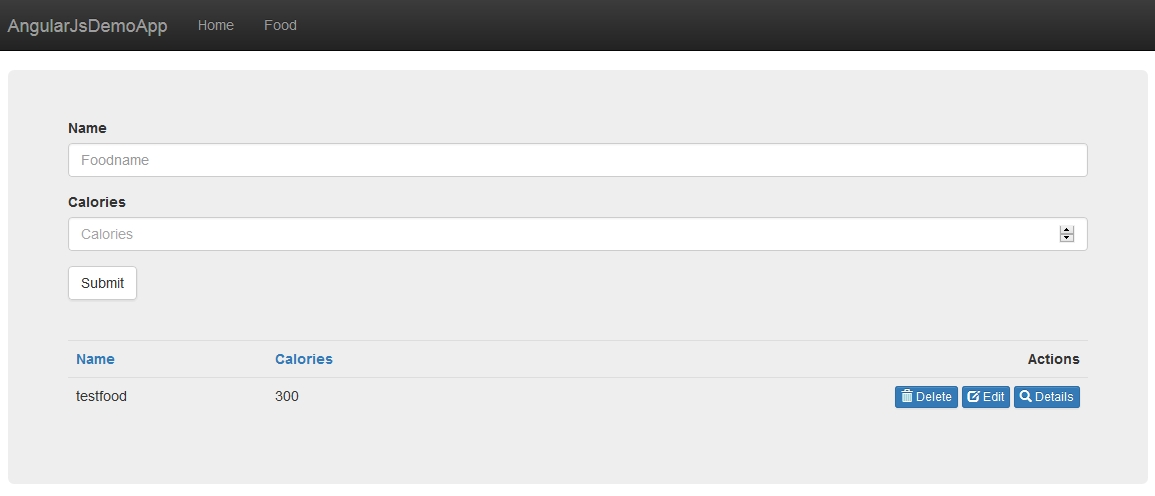 AngularJsDemoApp Home Food
Name
Foodname
Calories
Calories
Submit
Name Calories Actions
testfood 300 Delete Edit Details